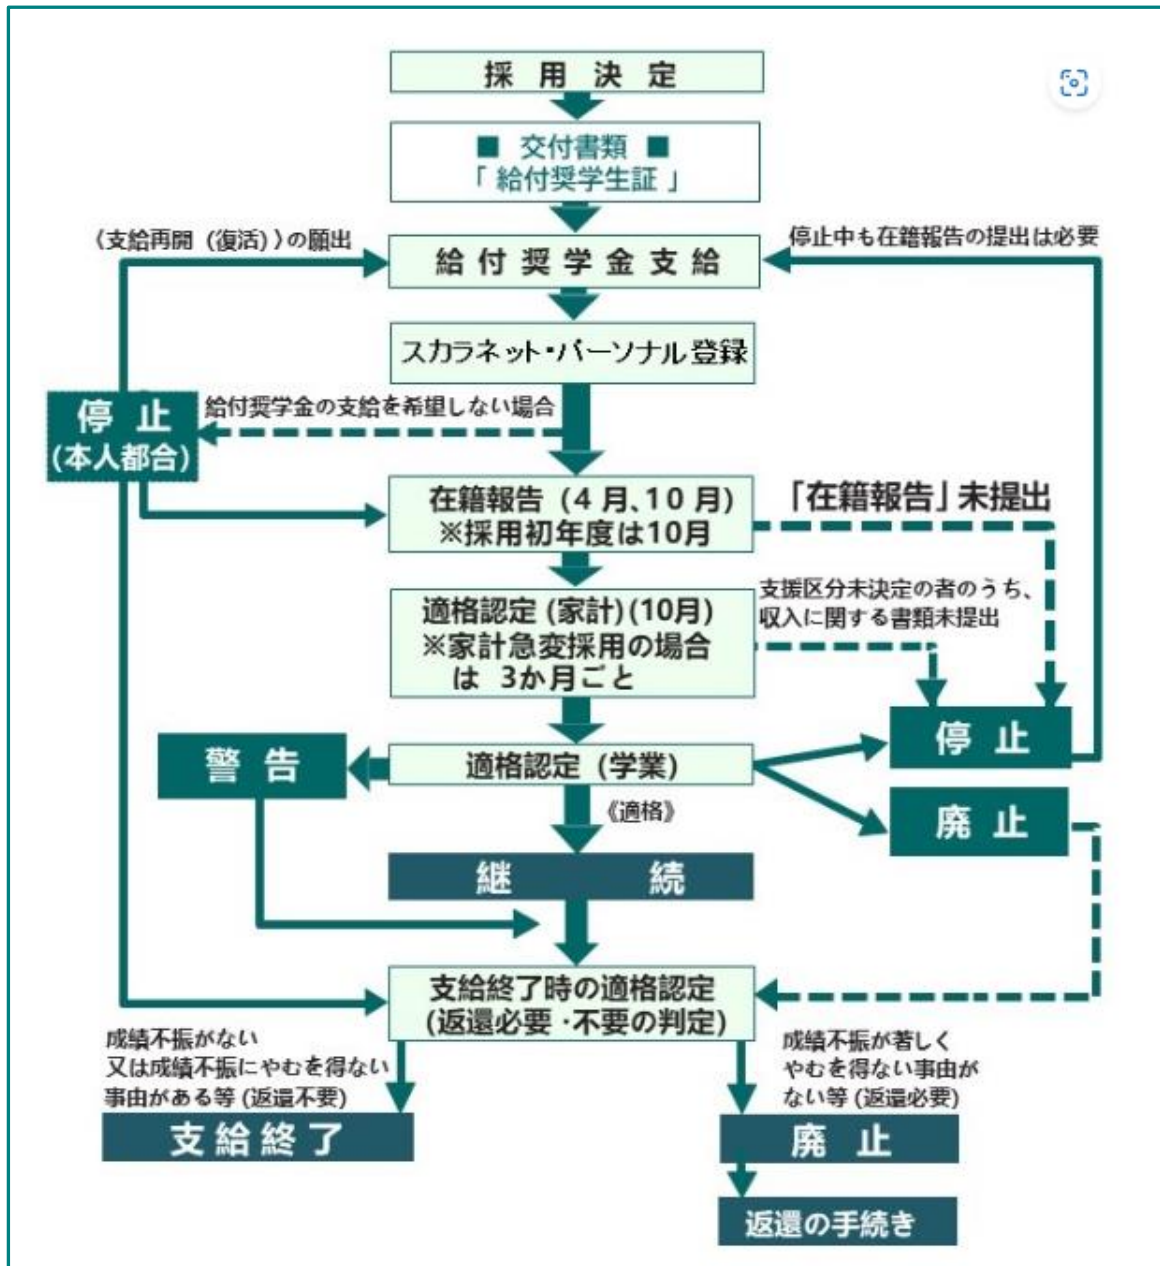 採用決定
■ 交付書類 ■
「給付奨学生証」
《支給再開(復活)》の願出
停止中も在籍報告の提出は必要
給付奨学金支給
スカラネット・パーソナル登録
停止
(本人都合)
給付奨学金の支給を希望しない場合
在籍報告(4月、10月)
※採用初年度は10月
「在籍報告」未提出
適格認定(家計)(10月)
※家計急変採用の場合
は 3か月ごと
支援区分未決定の者のうち、
収入に関する書類未提出
停止
警告
適格認定(学業)
廃止
《適格》
継続
支給終了時の適格認定
(返還必要・不要の判定)
成績不振がない
又は成績不振にやむを得ない
事由がある等(返還不要)
成績不振が著しく
やむを得ない事由が
ない等(返還必要)
支給終了
廃止
返還の手続き